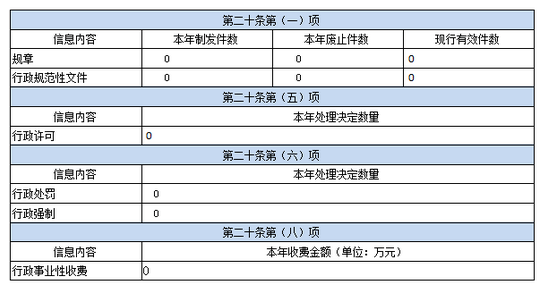 第二十条第（一）项
信息内容 本年制发件数 本年废止件数 现行有效件数
规章 0 0 0
行政规范性文件 0 0 0
第二十条第（五）项
信息内容 本年处理决定数量
行政许可 0
第二十条第（六）项
信息内容 本年处理决定数量
行政处罚 0
行政强制 0
第二十条第（八）项
信息内容 本年收费金额（单位：万元）
行政事业性收费 0